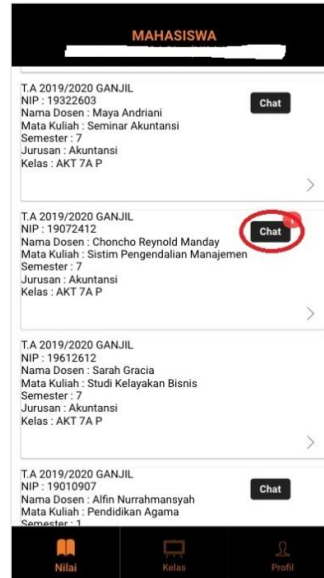 MAHASISWA
T.A 2019/2020 GANJIL
NIP : 19322603
Chat
Nama Dosen : Maya Andriani
Mata Kuliah : Seminar Akuntansi
Semester : 7
Jurusan : Akuntansi
Kelas : AKT 7A P
T.A 2019/2020 GANJIL
NIP : 19072412
Chat
Nama Dosen : Choncho Reynold Manday
Mata Kuliah : Sistim Pengendalian Manajemen
Semester : 7
Jurusan : Akuntansi
Kelas : AKT 7A P
T.A 2019/2020 GANJIL
NIP : 19612612
Nama Dosen : Sarah Gracia
Mata Kuliah : Studi Kelayakan Bisnis
Semester : 7
Jurusan : Akuntansi
Kelas : AKT 7A P
T.A 2019/2020 GANJIL
NIP : 19010907
Chat
Nama Dosen : Alfin Nurrahmansyah
Mata Kuliah : Pendidikan Agama
Semester : 1
Nilai Kelas Profil